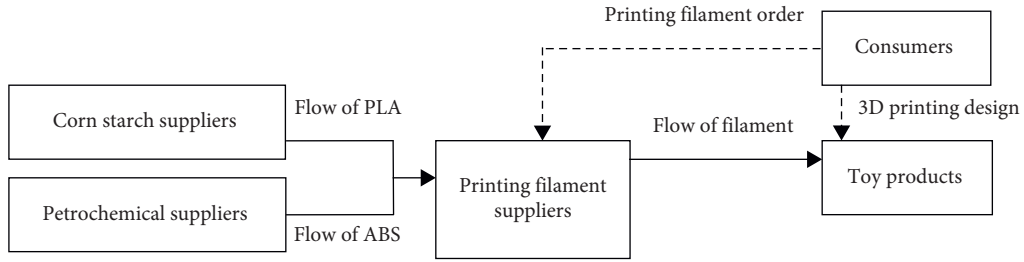 Printing filament order
Consumers
Corn starch suppliers
Flow of PLA
3D printing design
Flow of filament
Printing filament
suppliers
Toy products
Petrochemical suppliers
Flow of ABS